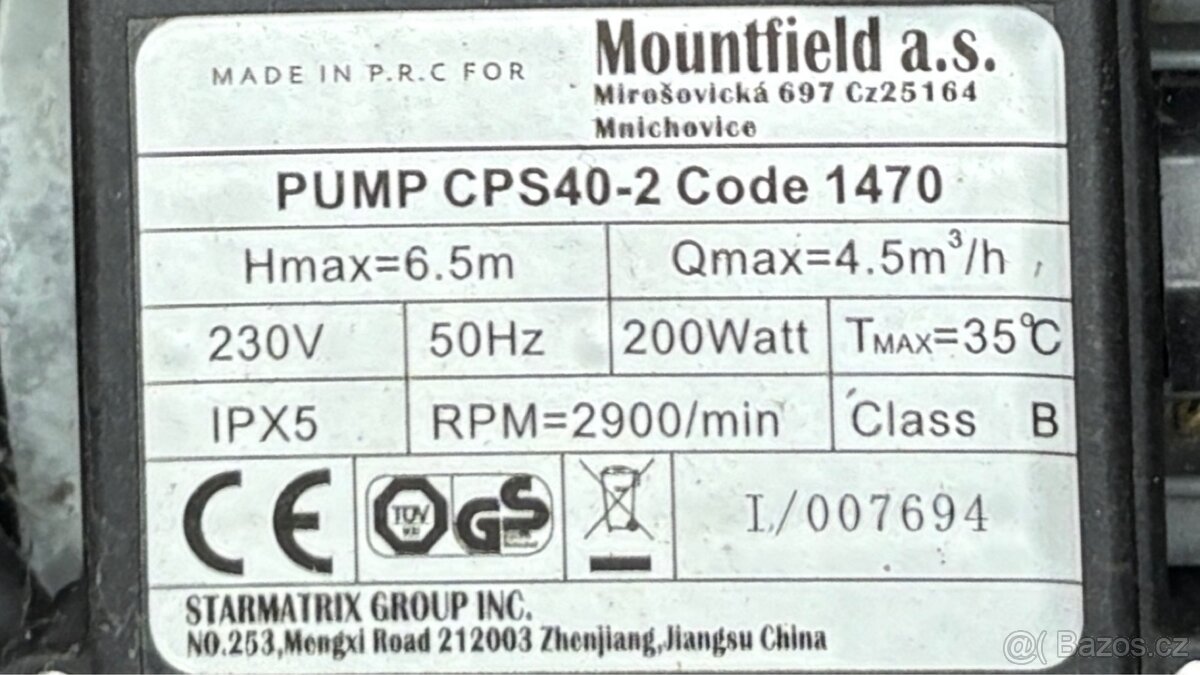 MADE IN P.R.C FOR
Mountfield a.s.
Mirošovická 697 Cz25164
Mnichovice
PUMP CPS40-2 Code 1470
Hmax=6.5m Qmax=4.5m³/h
230V 50Hz 200Watt TMAX=35℃
IPX5 RPM=2900/min Class B
CE TÜV GS I/007694
STARMATRIX GROUP INC.
NO.253,Mengxi Road 212003 Zhenjiang,Jiangsu China
@( Bazos.cz